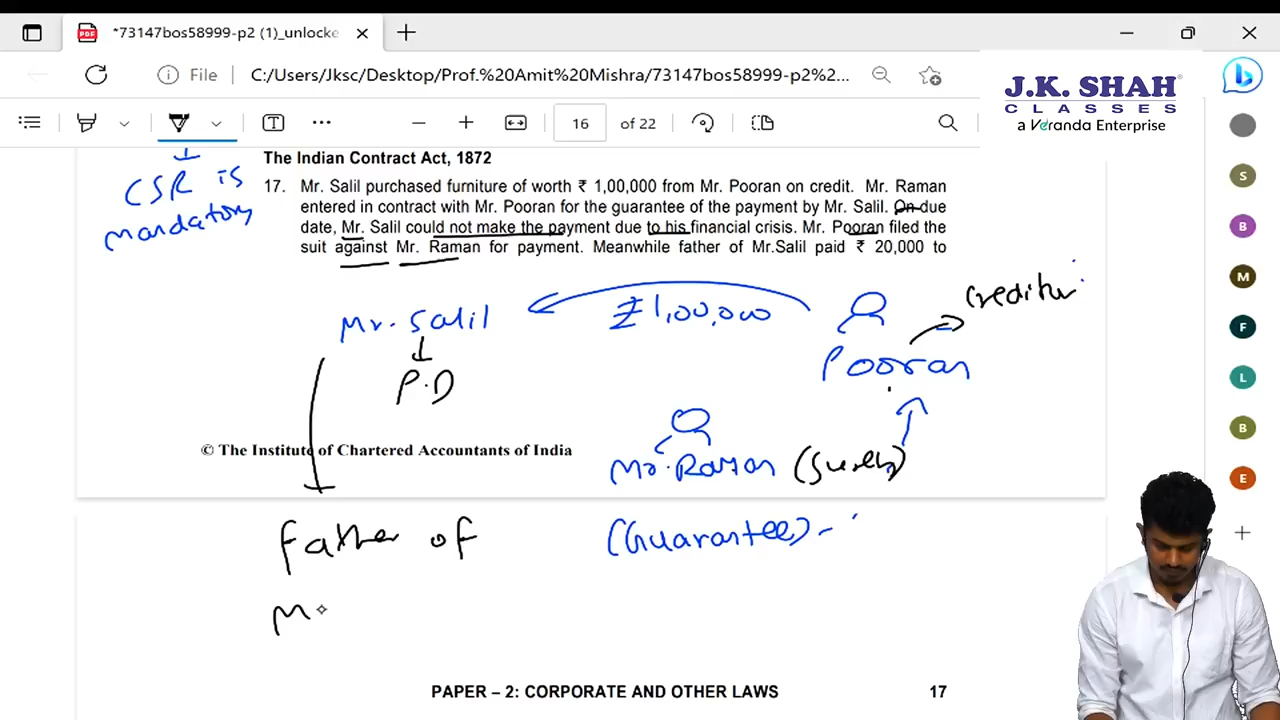 *73147bos58999-p2 (1)_unlocke
File
C:/Users/Jksc/Desktop/Prof.%20Amit%20Mishra/73147bos58999-p2%2...
16 of 22
J.K. SHAH
CLASSES
a Veranda Enterprise
CSR is
mandatory
The Indian Contract Act, 1872
17. Mr. Salil purchased furniture of worth ₹ 1,00,000 from Mr. Pooran on credit. Mr. Raman
entered in contract with Mr. Pooran for the guarantee of the payment by Mr. Salil. On due
date, Mr. Salil could not make the payment due to his financial crisis. Mr. Pooran filed the
suit against Mr. Raman for payment. Meanwhile father of Mr.Salil paid ₹ 20,000 to
Mr. Salil
₹1,00,000
Creditor
Pooran
P.D
© The Institute of Chartered Accountants of India
Mr. Raman (Surety)
Father of
(Guarantee)
M
PAPER – 2: CORPORATE AND OTHER LAWS 17
S
B
M
F
L
B
E